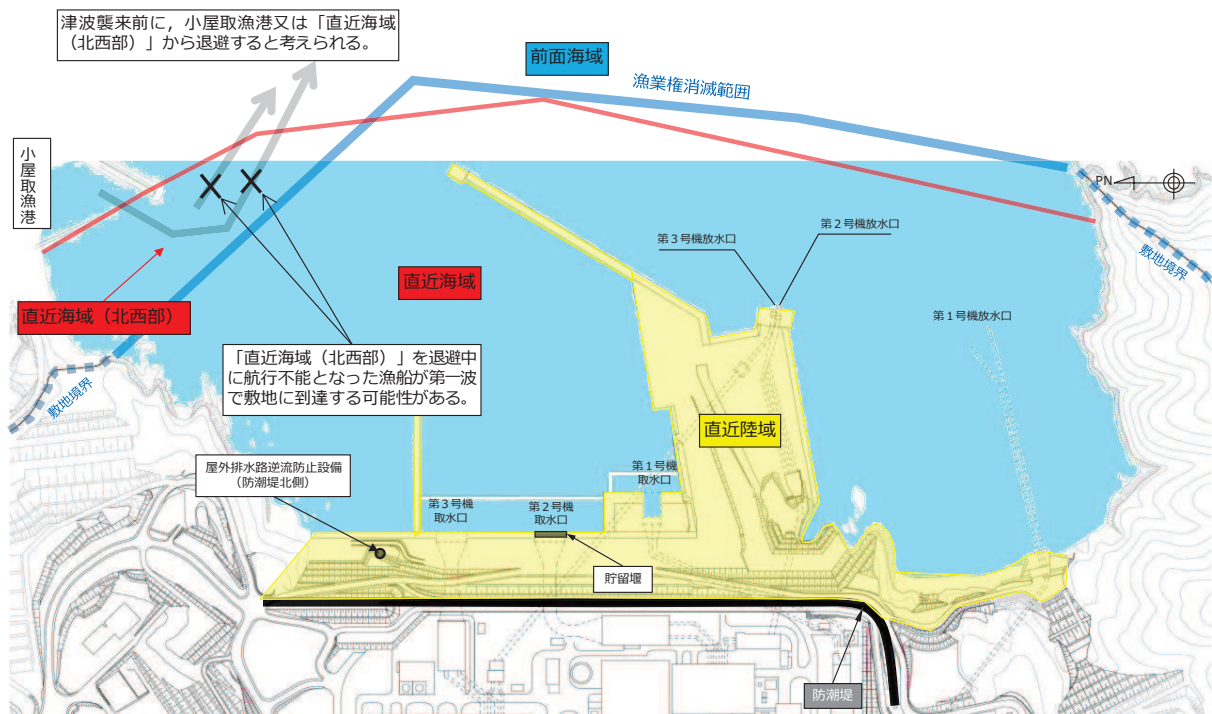 津波襲来前に，小屋取漁港又は「直近海域
（北西部）」から退避すると考えられる。
前面海域
漁業権消滅範囲
小屋取漁港
PN
第３号機放水口
第２号機放水口
敷地境界
直近海域
直近海域（北西部）
第１号機放水口
「直近海域（北西部）」を退避中
に航行不能となった漁船が第一波
で敷地に到達する可能性がある。
敷地境界
直近陸域
屋外排水路逆流防止設備
（防潮堤北側）
第１号機
取水口
第３号機
取水口
第２号機
取水口
貯留堰
防潮堤